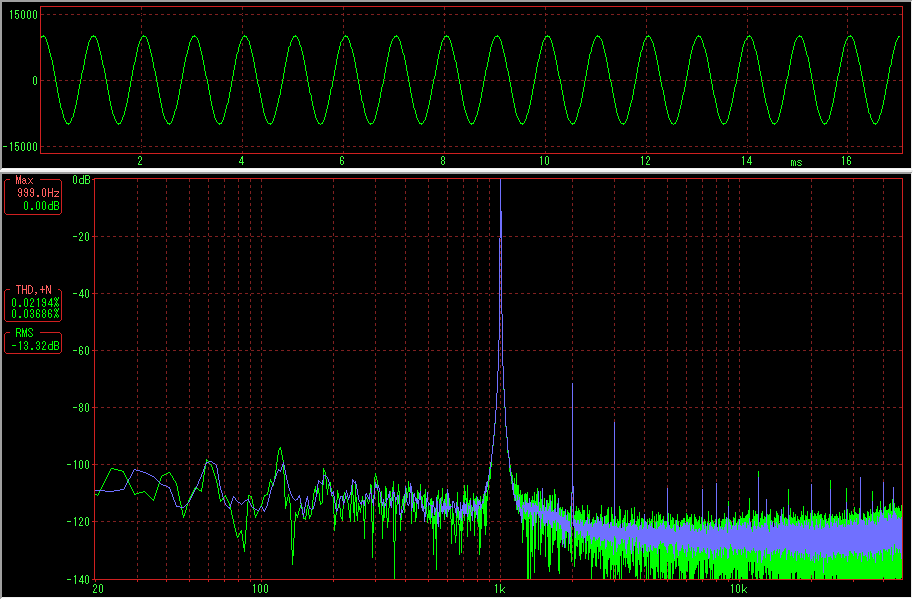 15000
0
-15000
2 4 6 8 10 12 14 ms 16
Max
999.0Hz
0.00dB
0dB
-20
-40
-60
-80
-100
-120
-140
THD,+N
0.02194%
0.03686%
RMS
-13.32dB
20 100 1k 10k